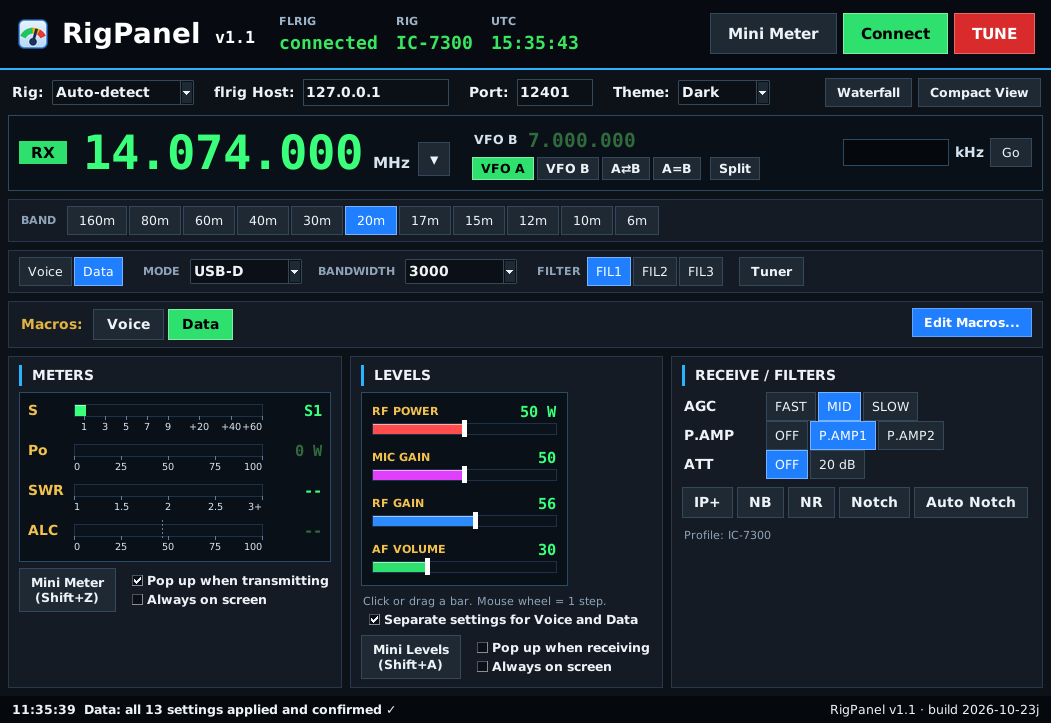 RigPanel v1.1
FLRIG RIG UTC
connected IC-7300 15:35:43
Mini Meter Connect TUNE
Rig: Auto-detect flrig Host: 127.0.0.1 Port: 12401 Theme: Dark Waterfall Compact View
RX 14.074.000 MHz ▼
VFO B 7.000.000
VFO A VFO B A⇄B A=B Split
kHz Go
BAND 160m 80m 60m 40m 30m 20m 17m 15m 12m 10m 6m
Voice Data MODE USB-D BANDWIDTH 3000 FILTER FIL1 FIL2 FIL3 Tuner
Macros: Voice Data Edit Macros...
METERS
S S1
1 3 5 7 9 +20 +40 +60
Po 0 W
0 25 50 75 100
SWR --
1 1.5 2 2.5 3+
ALC --
0 25 50 75 100
Mini Meter
(Shift+Z)
Pop up when transmitting
Always on screen
LEVELS
RF POWER 50 W
MIC GAIN 50
RF GAIN 56
AF VOLUME 30
Click or drag a bar. Mouse wheel = 1 step.
Separate settings for Voice and Data
Mini Levels
(Shift+A)
Pop up when receiving
Always on screen
RECEIVE / FILTERS
AGC FAST MID SLOW
P.AMP OFF P.AMP1 P.AMP2
ATT OFF 20 dB
IP+ NB NR Notch Auto Notch
Profile: IC-7300
11:35:39 Data: all 13 settings applied and confirmed ✓
RigPanel v1.1 · build 2026-10-23j